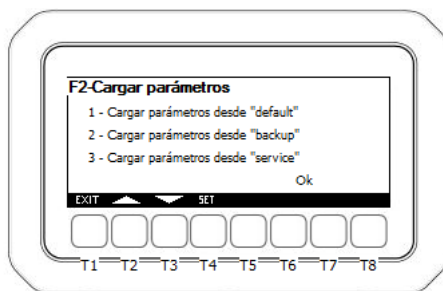 F2-Cargar parámetros
1 - Cargar parámetros desde "default"
2 - Cargar parámetros desde "backup"
3 - Cargar parámetros desde "service"
Ok
EXIT SET
T1 T2 T3 T4 T5 T6 T7 T8